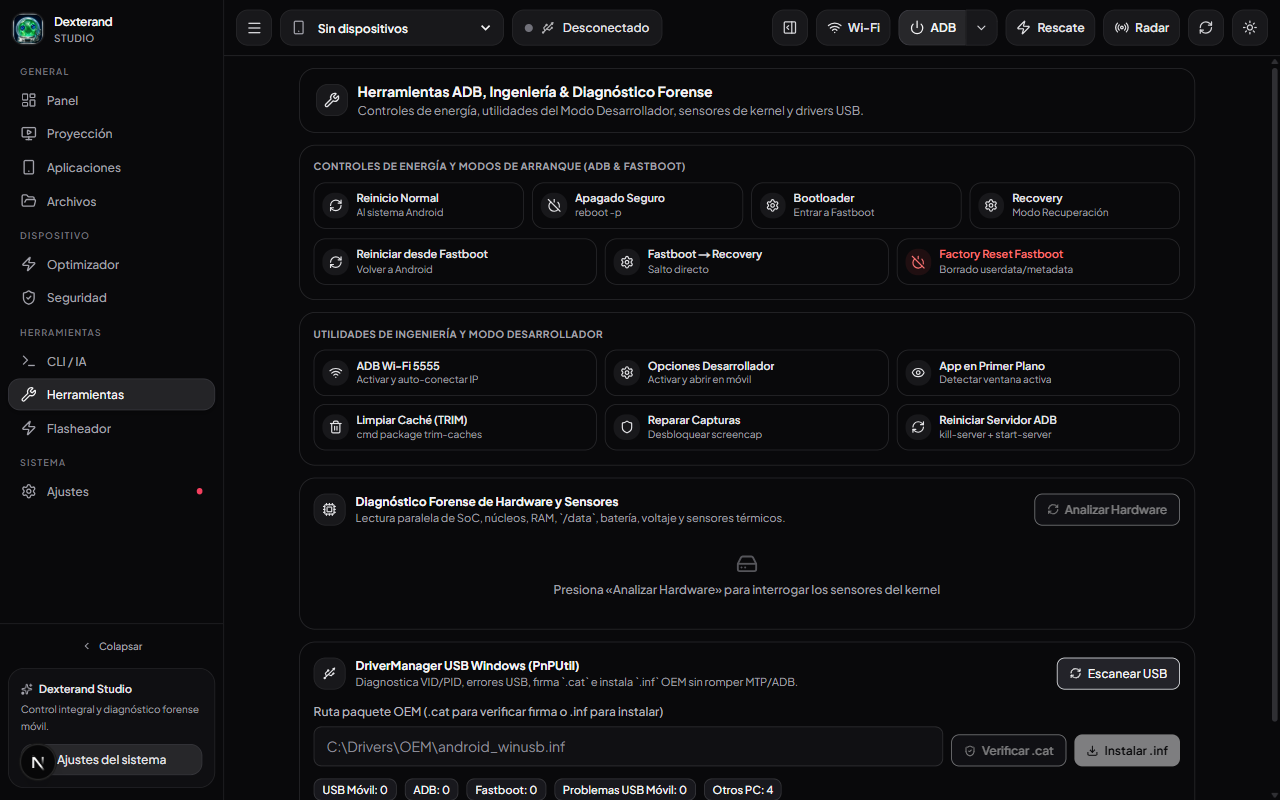 Dexterand
STUDIO
GENERAL
Panel
Proyección
Aplicaciones
Archivos
DISPOSITIVO
Optimizador
Seguridad
HERRAMIENTAS
CLI / IA
Herramientas
Flasheador
SISTEMA
Ajustes
Colapsar
Dexterand Studio
Control integral y diagnóstico forense
móvil.
N
Ajustes del sistema
Sin dispositivos
Desconectado
Wi-Fi
ADB
Rescate
Radar
Herramientas ADB, Ingeniería & Diagnóstico Forense
Controles de energía, utilidades del Modo Desarrollador, sensores de kernel y drivers USB.
CONTROLES DE ENERGÍA Y MODOS DE ARRANQUE (ADB & FASTBOOT)
Reinicio Normal
Al sistema Android
Apagado Seguro
reboot -p
Bootloader
Entrar a Fastboot
Recovery
Modo Recuperación
Reiniciar desde Fastboot
Volver a Android
Fastboot → Recovery
Salto directo
Factory Reset Fastboot
Borrado userdata/metadata
UTILIDADES DE INGENIERÍA Y MODO DESARROLLADOR
ADB Wi-Fi 5555
Activar y auto-conectar IP
Opciones Desarrollador
Activar y abrir en móvil
App en Primer Plano
Detectar ventana activa
Limpiar Caché (TRIM)
cmd package trim-caches
Reparar Capturas
Desbloquear screencap
Reiniciar Servidor ADB
kill-server + start-server
Diagnóstico Forense de Hardware y Sensores
Lectura paralela de SoC, núcleos, RAM, `/data`, batería, voltaje y sensores térmicos.
Analizar Hardware
Presiona «Analizar Hardware» para interrogar los sensores del kernel
DriverManager USB Windows (PnPUtil)
Diagnostica VID/PID, errores USB, firma `.cat` e instala `.inf` OEM sin romper MTP/ADB.
Escanear USB
Ruta paquete OEM (.cat para verificar firma o .inf para instalar)
C:\Drivers\OEM\android_winusb.inf
Verificar .cat
Instalar .inf
USB Móvil: 0
ADB: 0
Fastboot: 0
Problemas USB Móvil: 0
Otros PC: 4